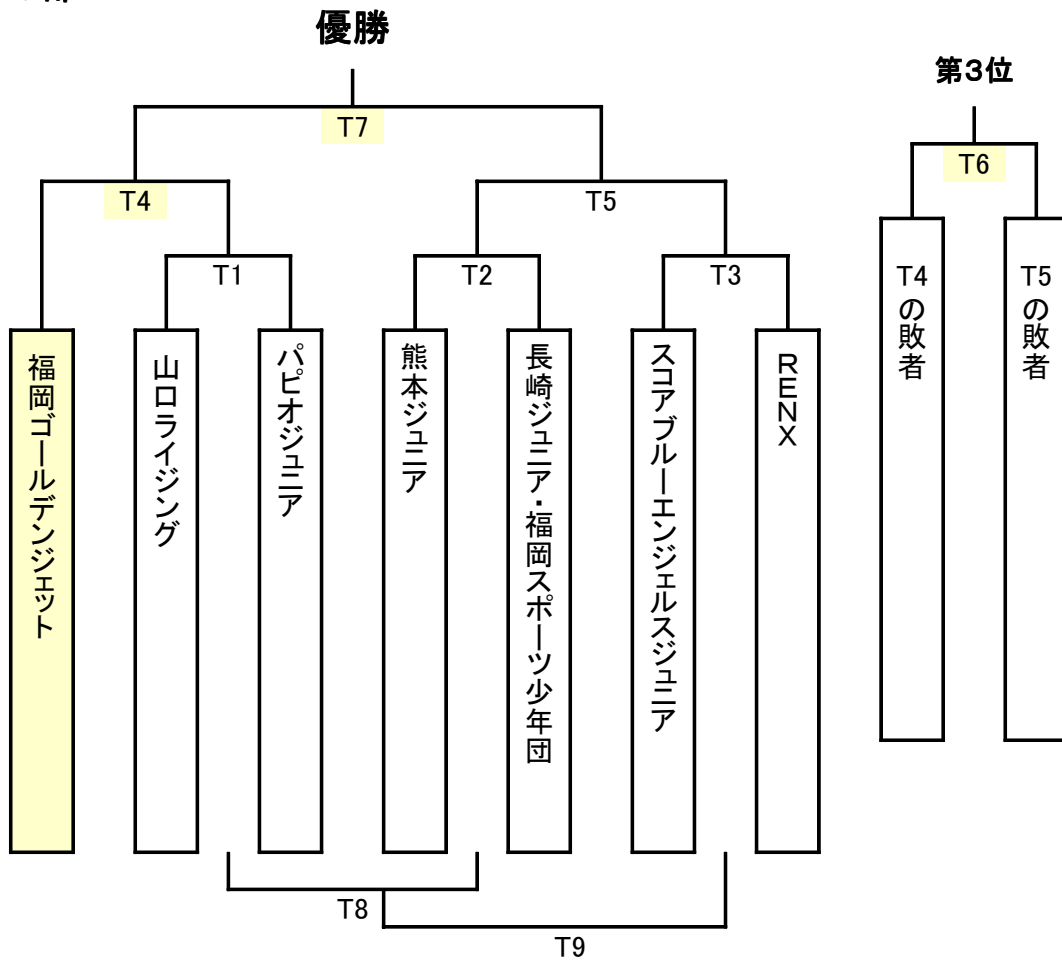 優勝
第3位
T7
T6
T4
T5
T1
T2
T3
福岡ゴールデンジェット
山口ライジング
パピオジュニア
熊本ジュニア
長崎ジュニア・福岡スポーツ少年団
スコアブルーエンジェルスジュニア
RENX
T4の敗者
T5の敗者
T8
T9